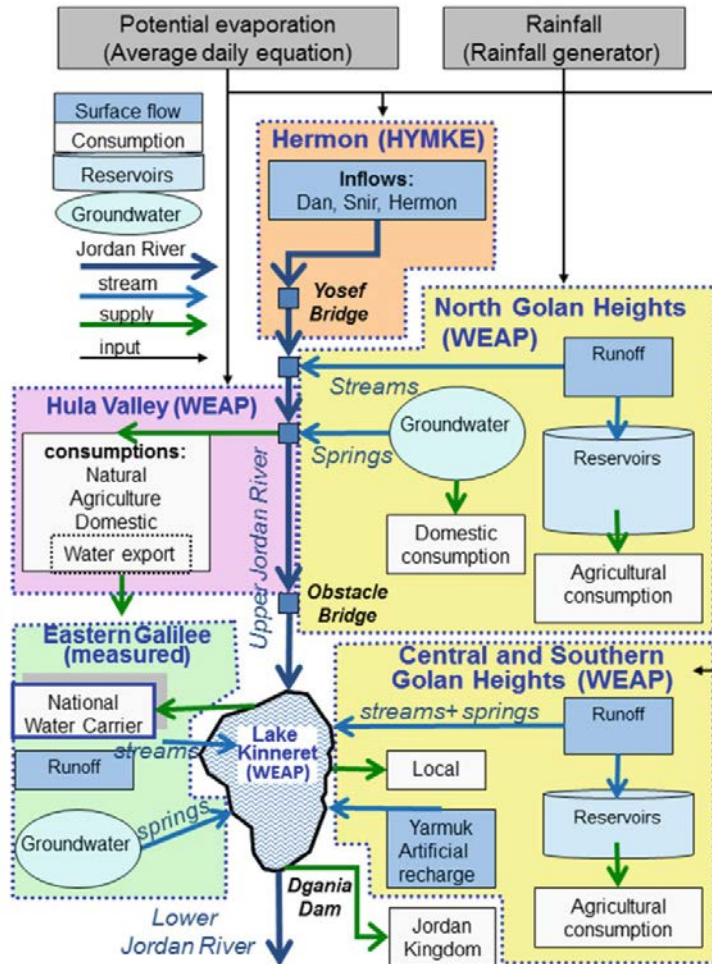 Potential evaporation
(Average daily equation)
Rainfall
(Rainfall generator)
Surface flow
Consumption
Reservoirs
Groundwater
Jordan River
stream
supply
input
Hermon (HYMKE)
Inflows:
Dan, Snir, Hermon
Yosef
Bridge
North Golan Heights
(WEAP)
Runoff
Streams
Groundwater
Springs
Reservoirs
Domestic
consumption
Agricultural
consumption
Hula Valley (WEAP)
consumptions:
Natural
Agriculture
Domestic
Water export
Upper Jordan River
Obstacle
Bridge
Eastern Galilee
(measured)
National
Water Carrier
streams
Runoff
Groundwater
springs
Lake
Kinneret
(WEAP)
Central and Southern
Golan Heights (WEAP)
streams+ springs
Runoff
Local
Reservoirs
Yarmuk
Artificial
recharge
Agricultural
consumption
Dgania
Dam
Jordan
Kingdom
Lower
Jordan River